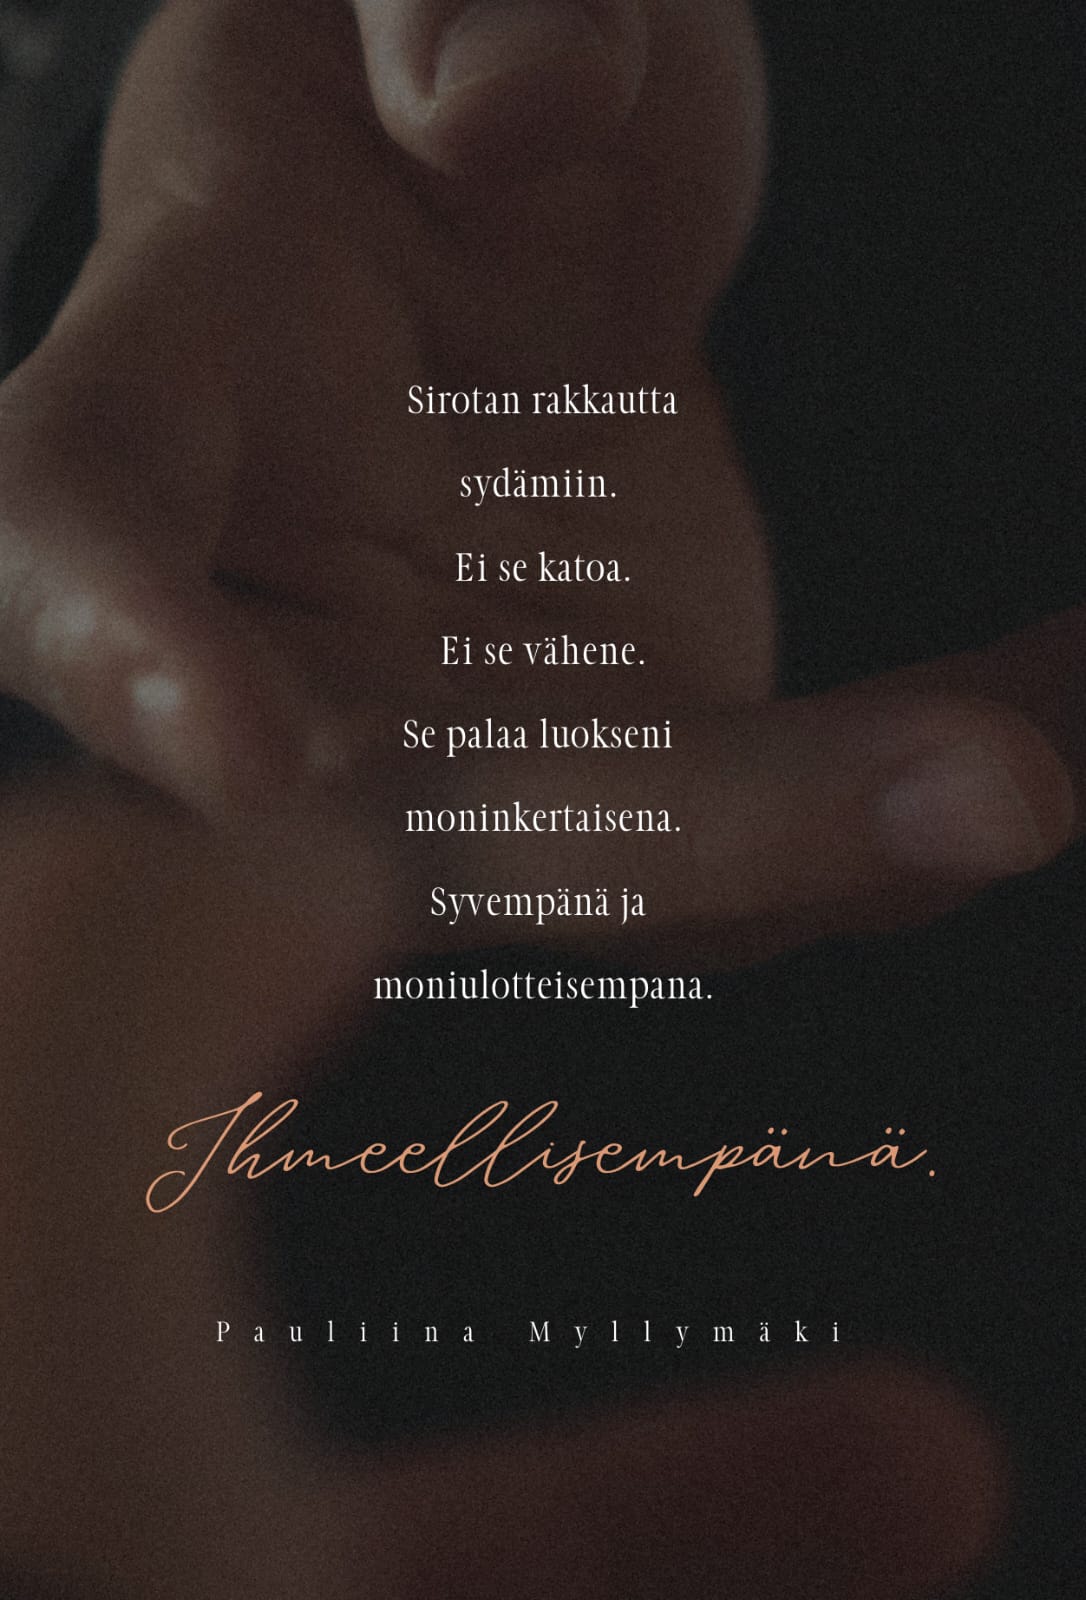 Sirotan rakkautta
sydämiin.
Ei se katoa.
Ei se vähene.
Se palaa luokseni
moninkertaisena.
Syvempänä ja
moniulotteisempana.
Ihmeellisempänä.
Pauliina Myllymäki